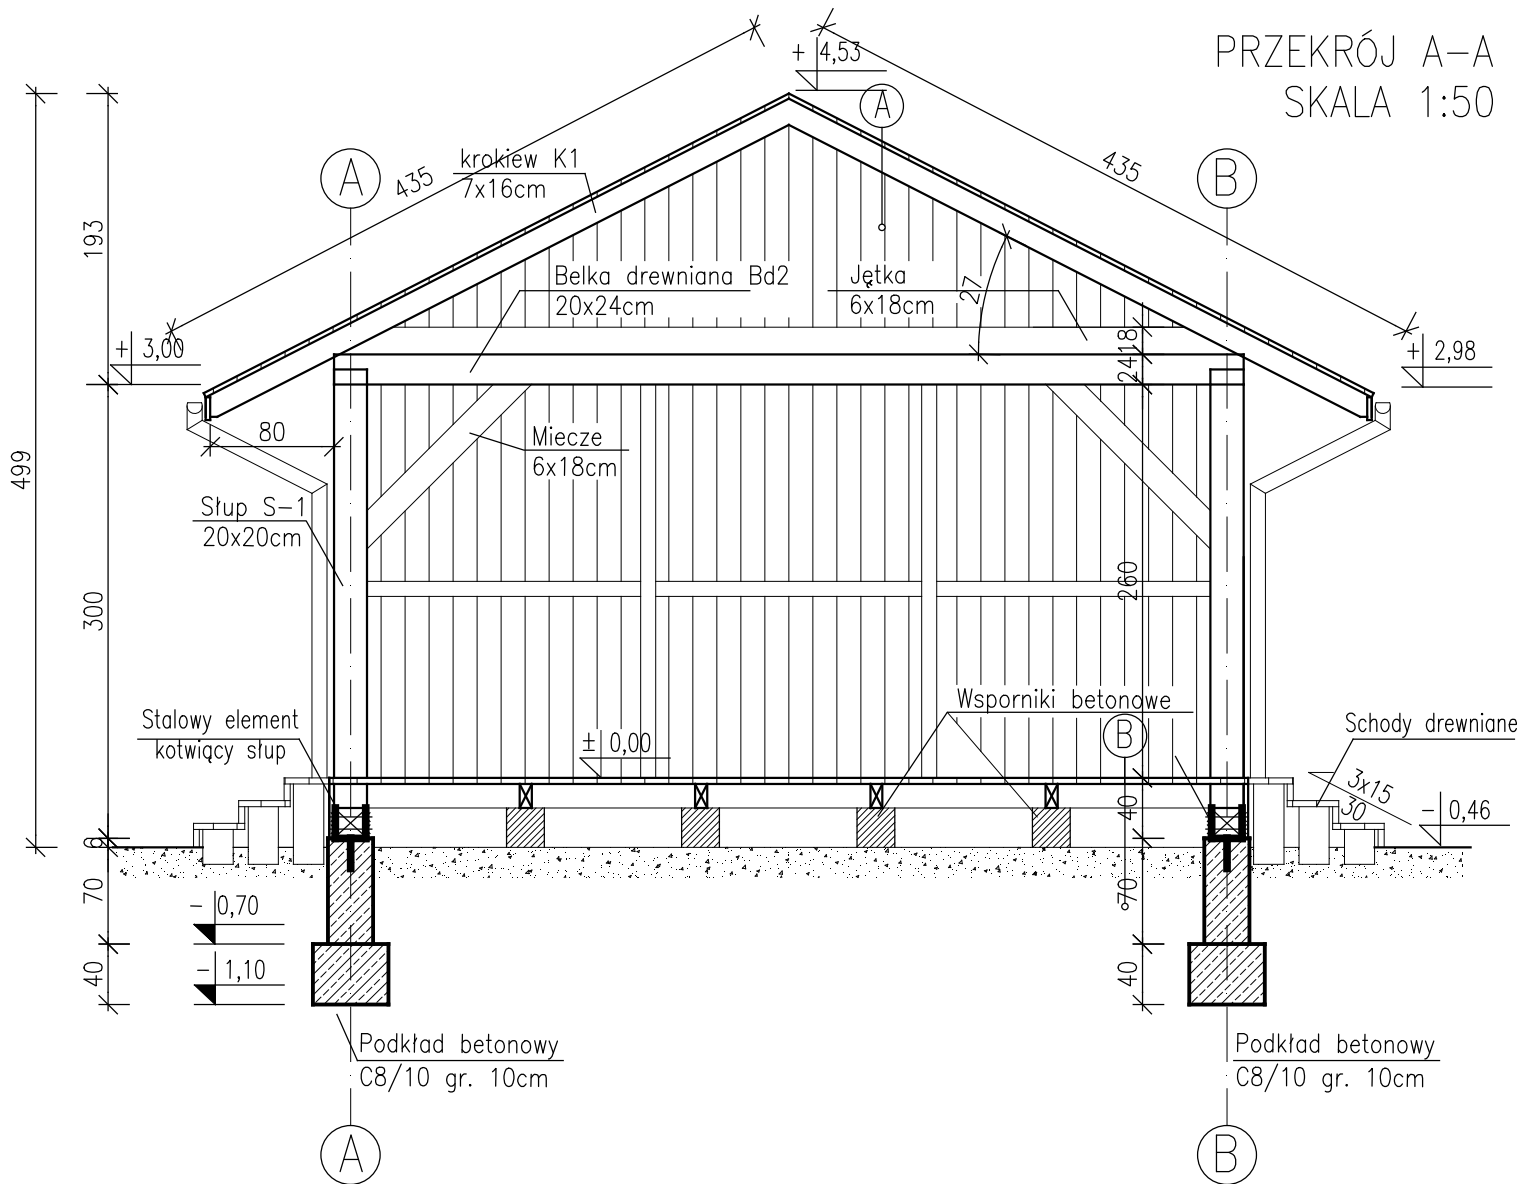 PRZEKRÓJ A-A
SKALA 1:50
+ 4,53
A
A
B
435
435
krokiew K1
7x16cm
193
Belka drewniana Bd2
20x24cm
Jętka
6x18cm
27
+ 3,00
+ 2,98
18
24
80
Miecze
6x18cm
499
Słup S-1
20x20cm
300
260
Wsporniki betonowe
Stalowy element
kotwiący słup
± 0,00
B
Schody drewniane
3x15
30
40
- 0,46
6
70
70
- 0,70
40
- 1,10
40
Podkład betonowy
C8/10 gr. 10cm
Podkład betonowy
C8/10 gr. 10cm
A
B